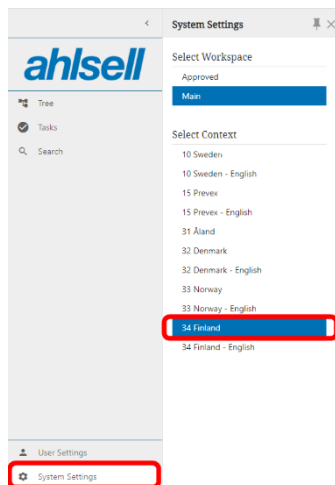 ahlsell
Tree
Tasks
Search
User Settings
System Settings
System Settings
Select Workspace
Approved
Main
Select Context
10 Sweden
10 Sweden - English
15 Prevex
15 Prevex - English
31 Åland
32 Denmark
32 Denmark - English
33 Norway
33 Norway - English
34 Finland
34 Finland - English